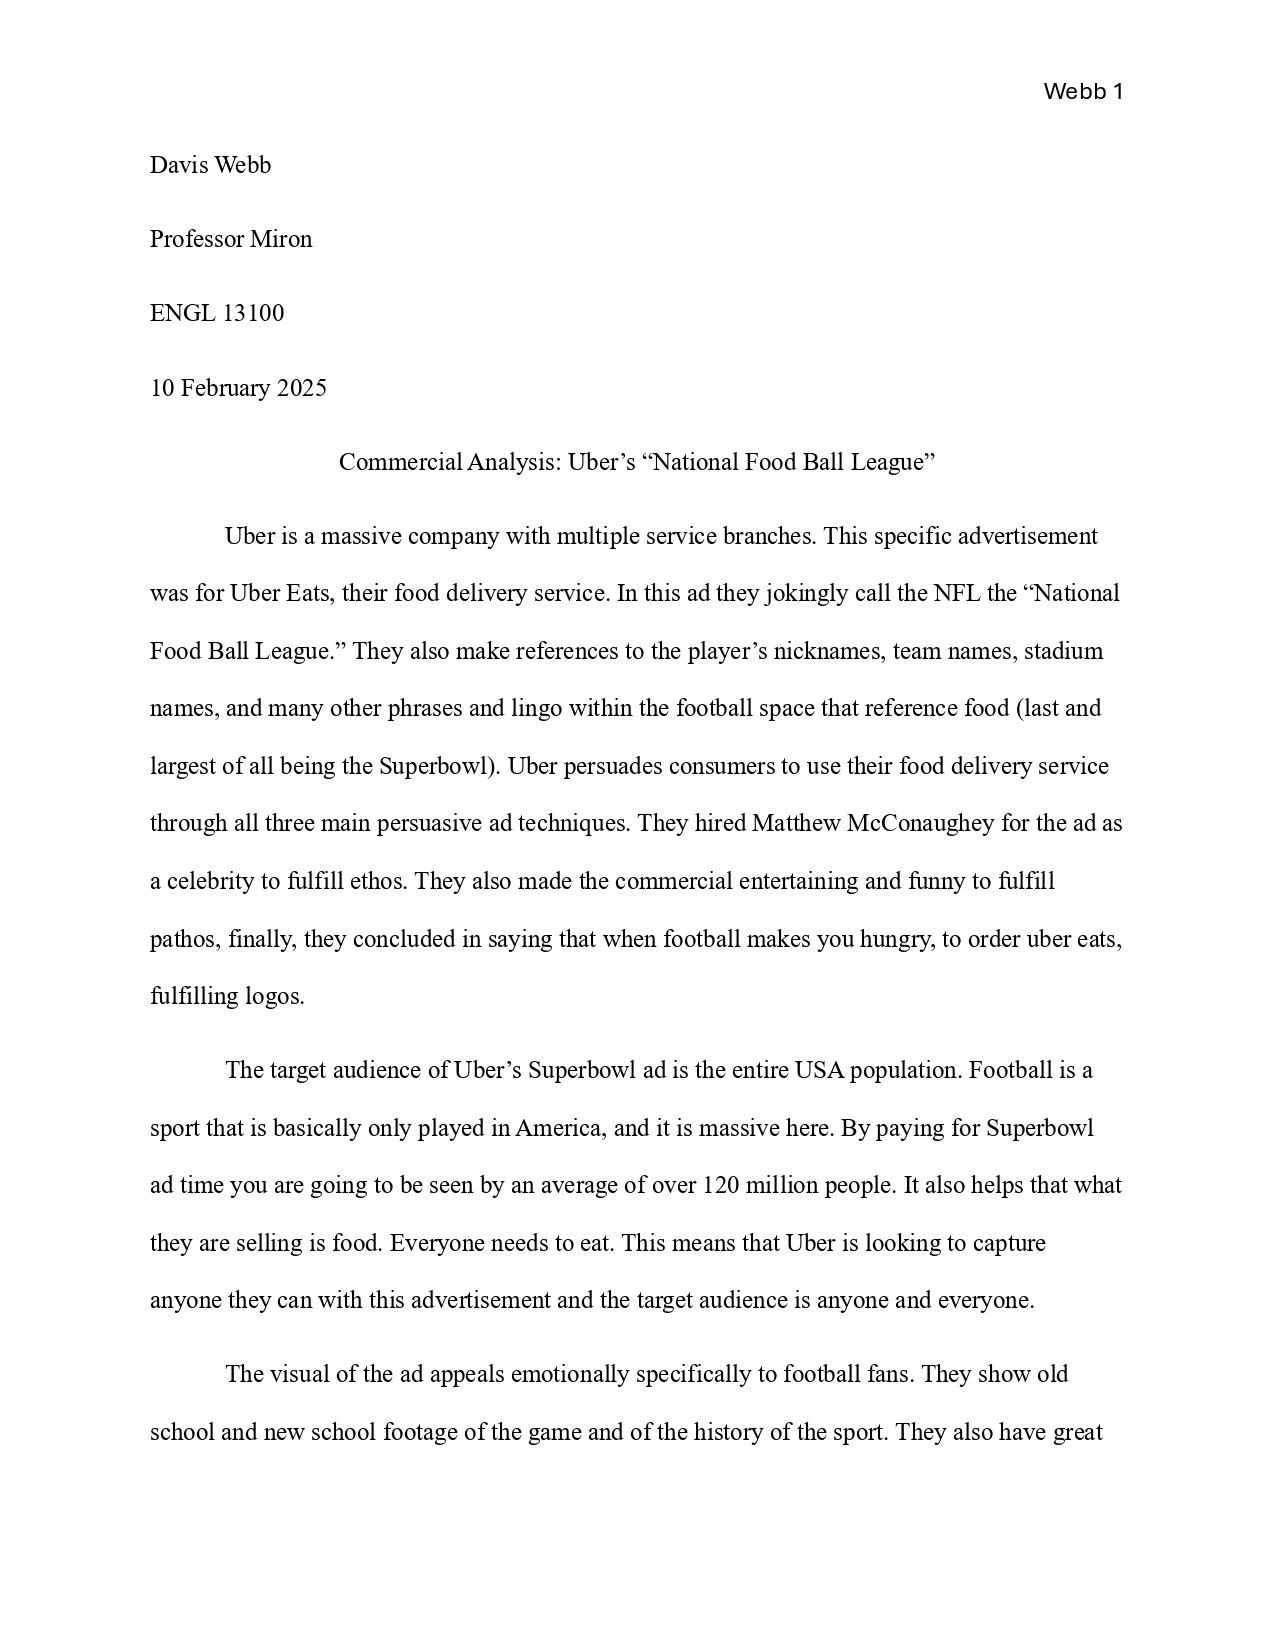 Webb 1
Davis Webb
Professor Miron
ENGL 13100
10 February 2025
Commercial Analysis: Uber’s “National Food Ball League”
Uber is a massive company with multiple service branches. This specific advertisement
was for Uber Eats, their food delivery service. In this ad they jokingly call the NFL the “National
Food Ball League.” They also make references to the player’s nicknames, team names, stadium
names, and many other phrases and lingo within the football space that reference food (last and
largest of all being the Superbowl). Uber persuades consumers to use their food delivery service
through all three main persuasive ad techniques. They hired Matthew McConaughey for the ad as
a celebrity to fulfill ethos. They also made the commercial entertaining and funny to fulfill
pathos, finally, they concluded in saying that when football makes you hungry, to order uber eats,
fulfilling logos.
The target audience of Uber’s Superbowl ad is the entire USA population. Football is a
sport that is basically only played in America, and it is massive here. By paying for Superbowl
ad time you are going to be seen by an average of over 120 million people. It also helps that what
they are selling is food. Everyone needs to eat. This means that Uber is looking to capture
anyone they can with this advertisement and the target audience is anyone and everyone.
The visual of the ad appeals emotionally specifically to football fans. They show old
school and new school footage of the game and of the history of the sport. They also have great